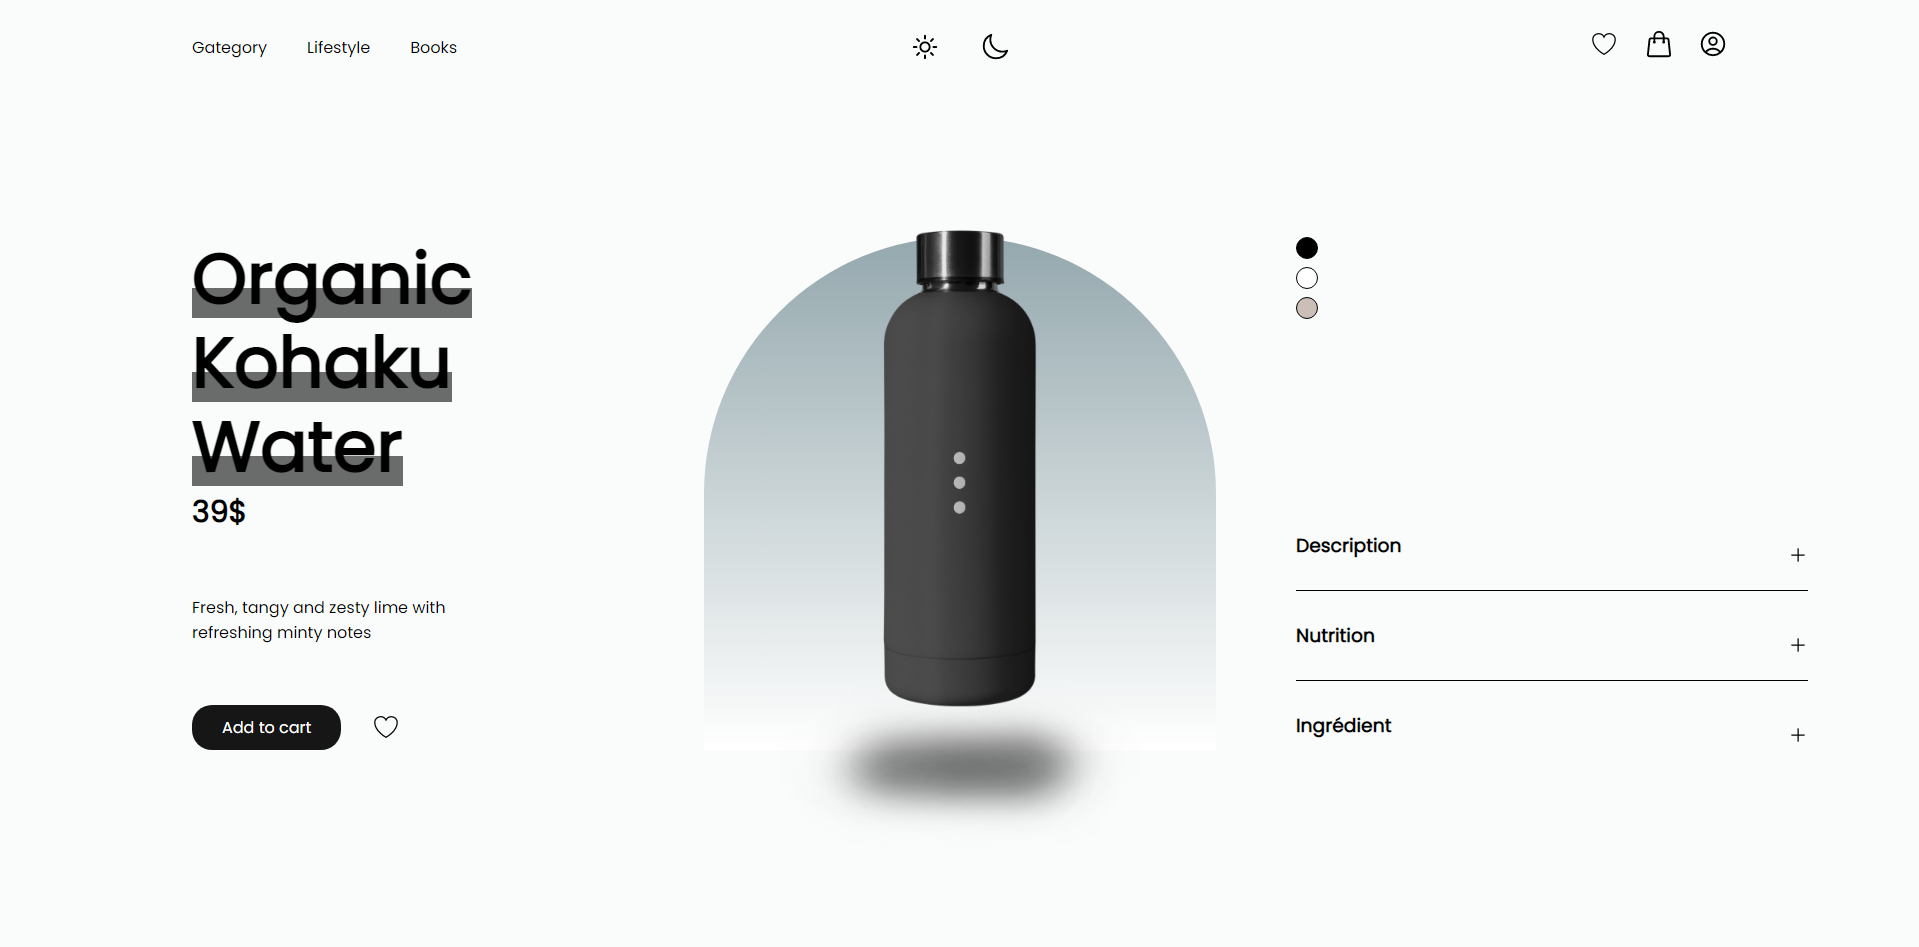 Gategory
Lifestyle
Books
Organic
Kohaku
Water
39$
Fresh, tangy and zesty lime with
refreshing minty notes
Add to cart
Description
Nutrition
Ingrédient